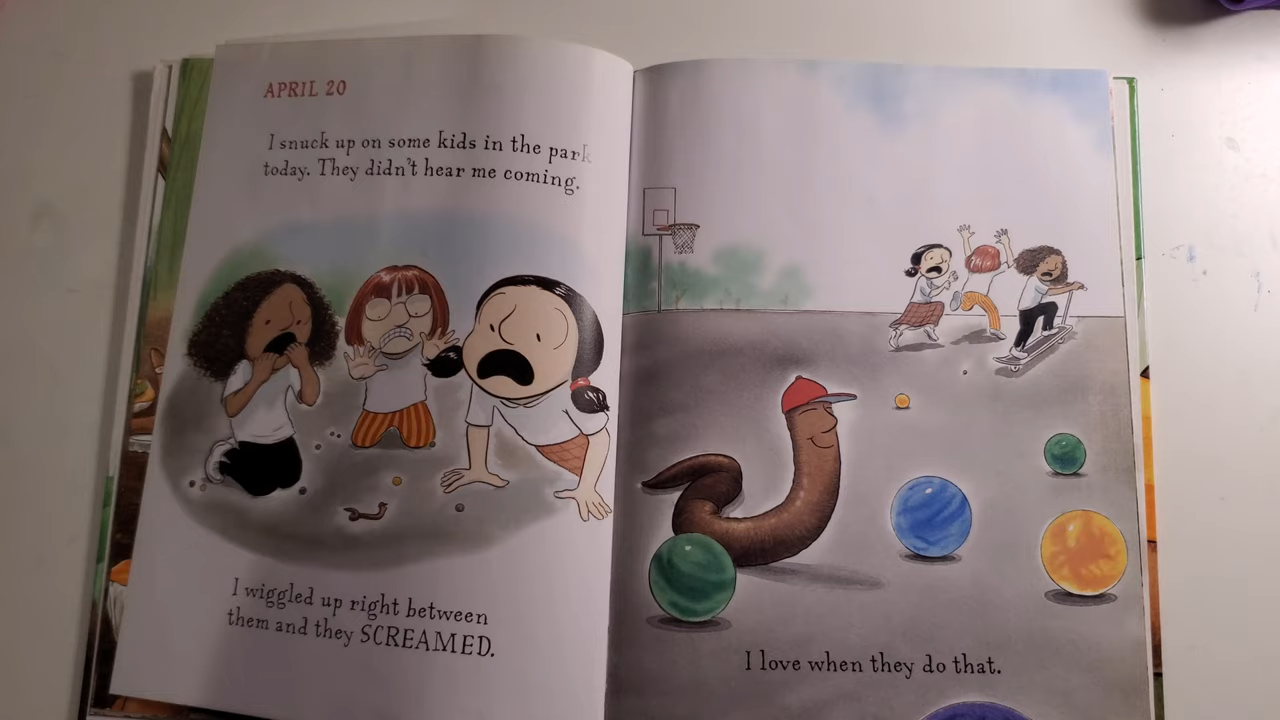 APRIL 20
I snuck up on some kids in the park
today. They didn't hear me coming.
I wiggled up right between
them and they SCREAMED.
I love when they do that.